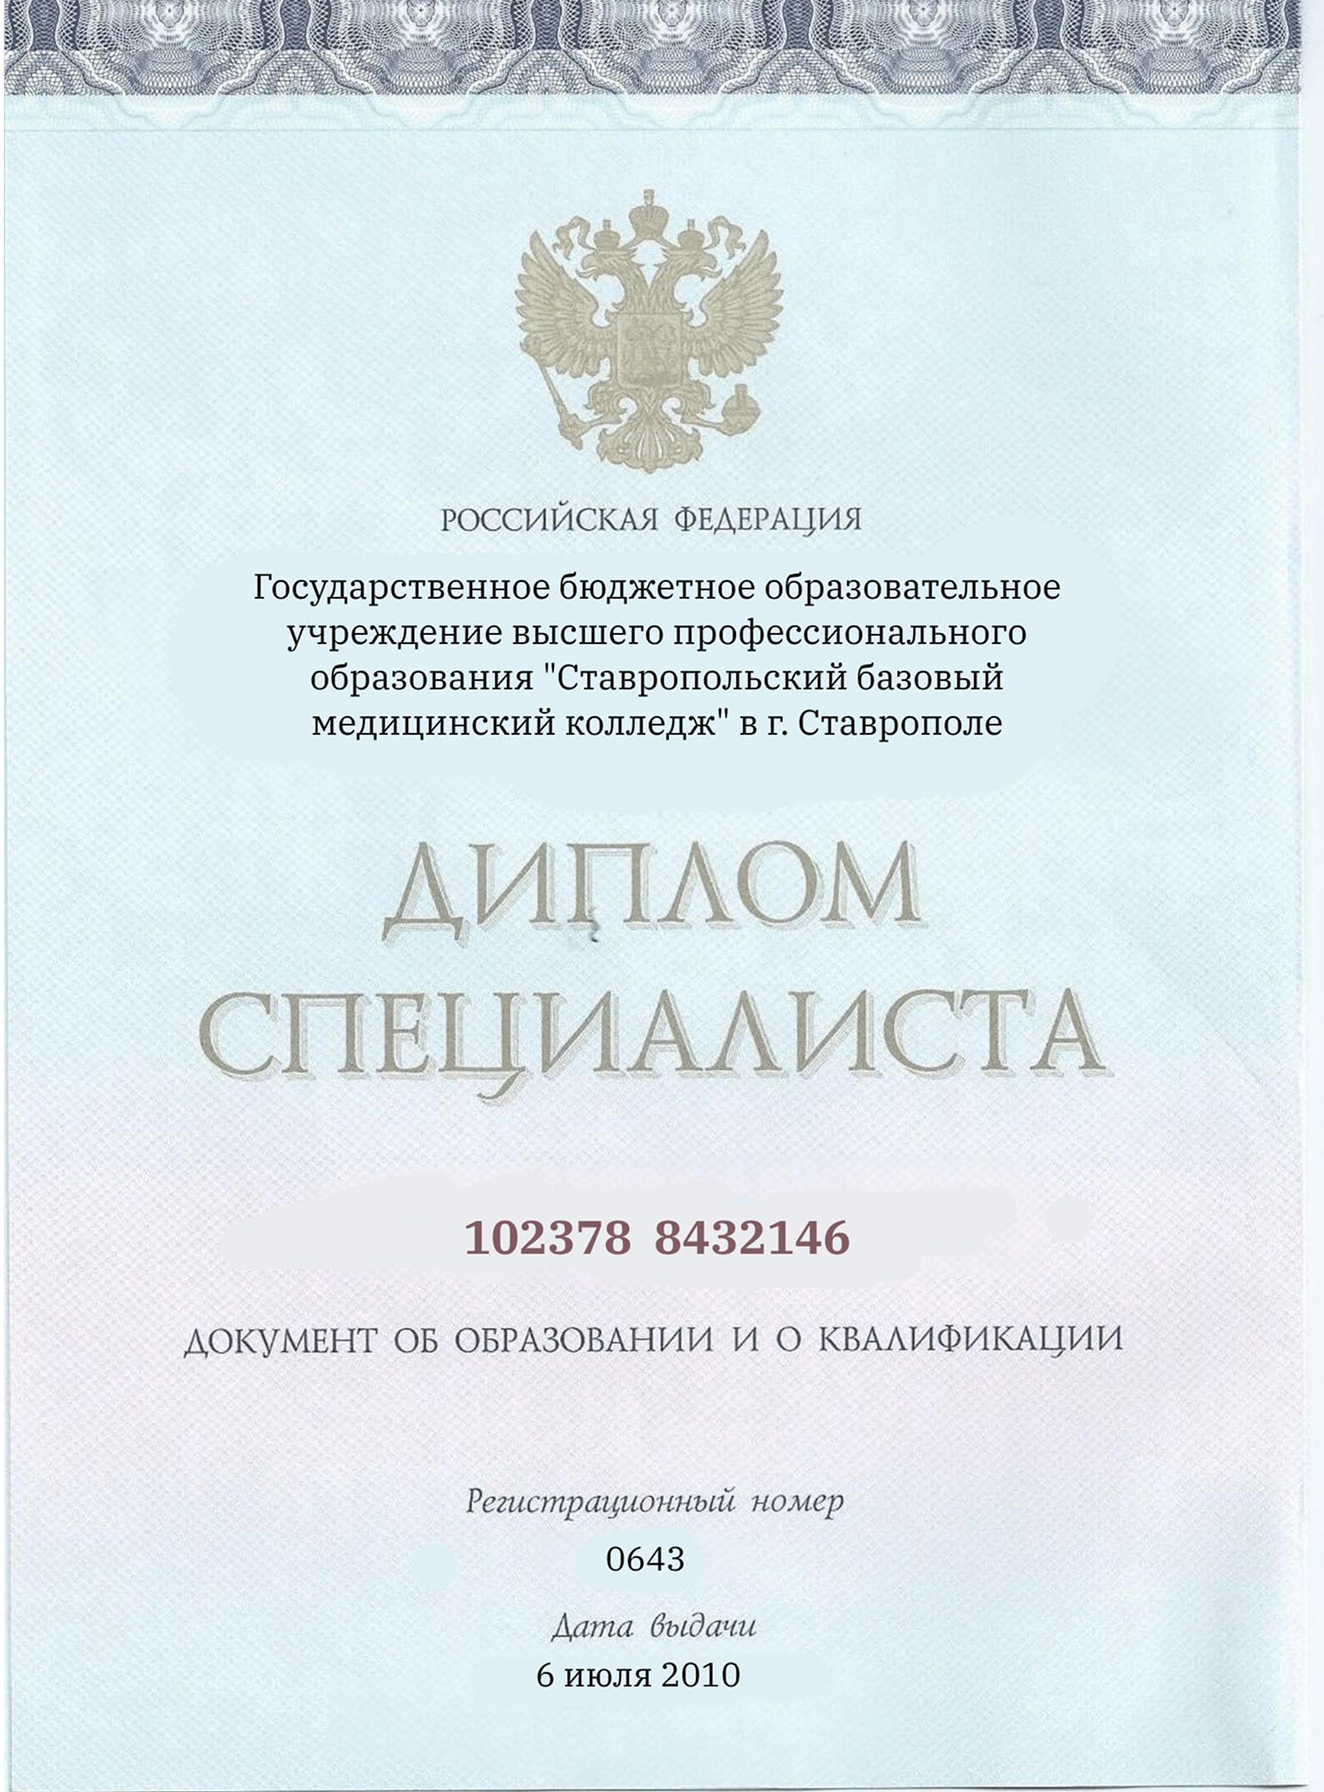 РОССИЙСКАЯ ФЕДЕРАЦИЯ
Государственное бюджетное образовательное
учреждение высшего профессионального
образования "Ставропольский базовый
медицинский колледж" в г. Ставрополе
ДИПЛОМ
СПЕЦИАЛИСТА
102378 8432146
ДОКУМЕНТ ОБ ОБРАЗОВАНИИ И О КВАЛИФИКАЦИИ
Регистрационный номер
0643
Дата выдачи
6 июля 2010